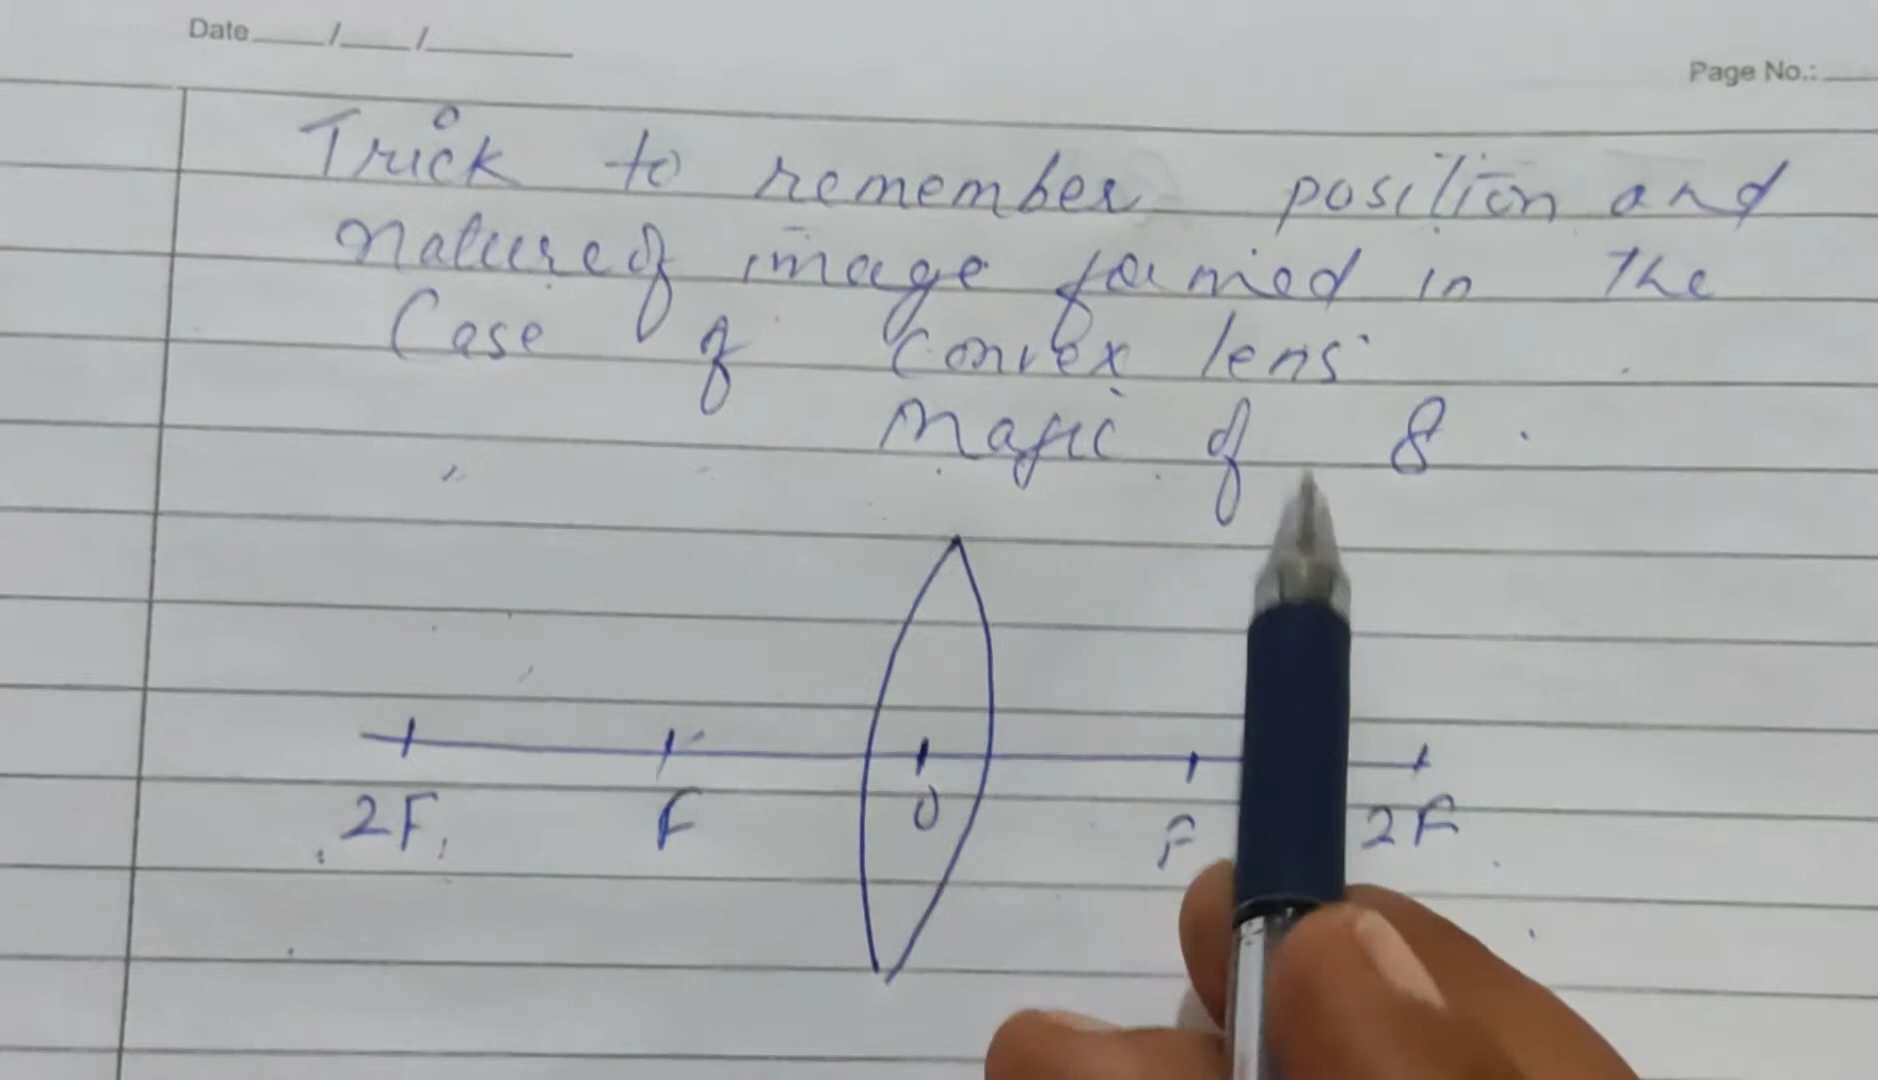 Date / /
Page No.:
Trick to remember position and
nature of image formed in the
Case of Convex lens
Magic of 8
2F F O F 2F